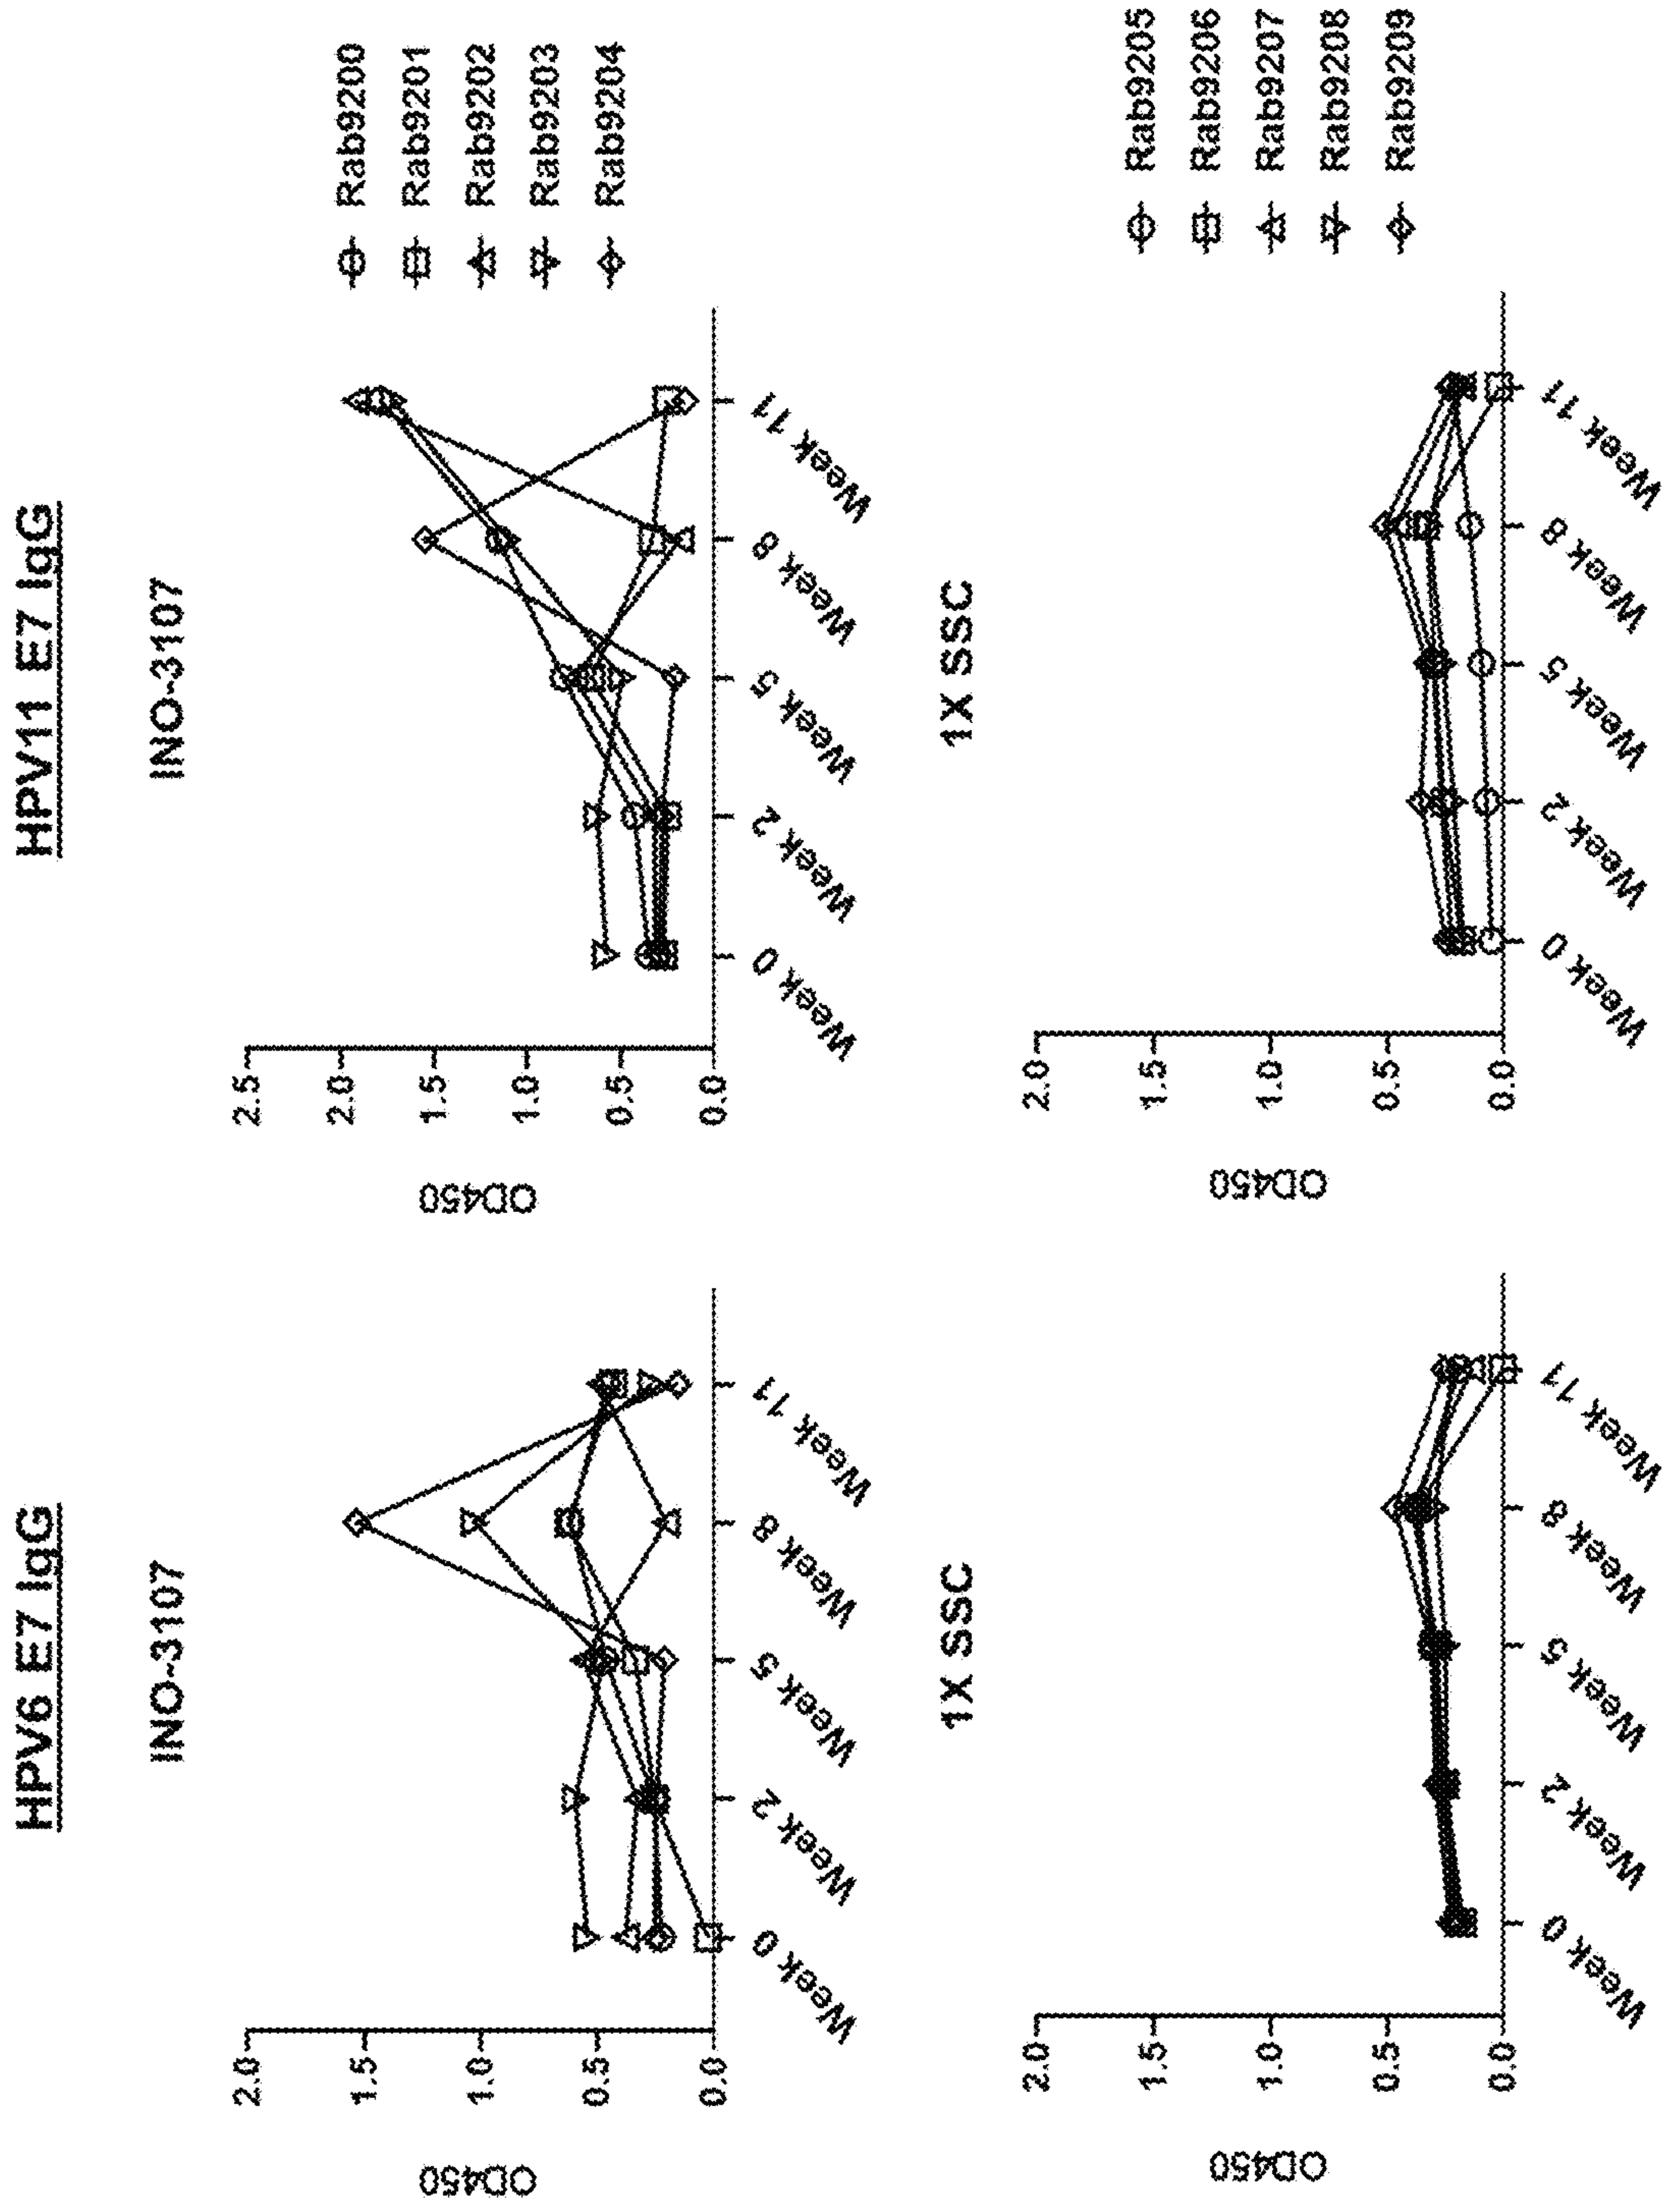 HPV6 E7 IgG
HPV11 E7 IgG
INO-3107
OD450
2.0
1.5
1.0
0.5
0.0
Week 0
Week 2
Week 5
Week 8
Week 11
INO-3107
OD450
2.5
2.0
1.5
1.0
0.5
0.0
Week 0
Week 2
Week 5
Week 8
Week 11
Rab9200
Rab9201
Rab9202
Rab9203
Rab9204
1X SSC
OD450
2.0
1.5
1.0
0.5
0.0
Week 0
Week 2
Week 5
Week 8
Week 11
1X SSC
OD450
2.0
1.5
1.0
0.5
0.0
Week 0
Week 2
Week 5
Week 8
Week 11
Rab9205
Rab9206
Rab9207
Rab9208
Rab9209